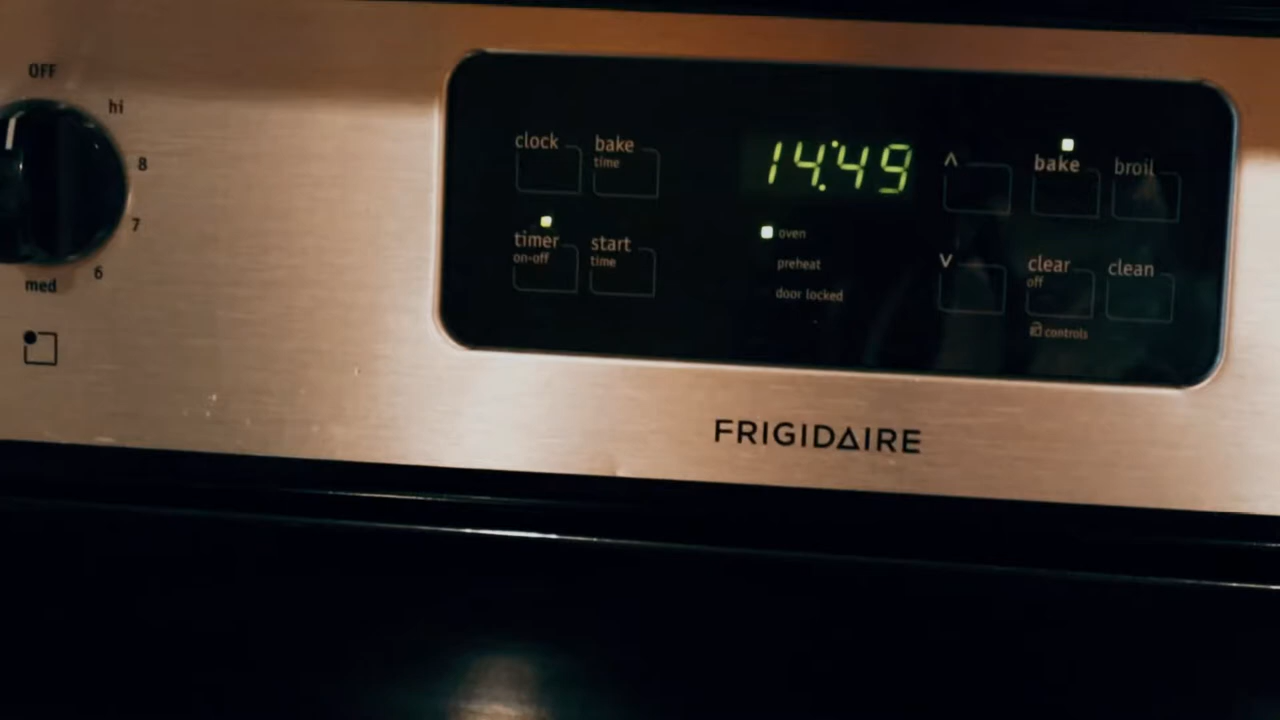 OFF
hi
8
7
6
med
clock
bake
time
timer
on-off
start
time
14:49
oven
preheat
door locked
^
bake
broil
v
clear
off
clean
controls
FRIGIDAIRE